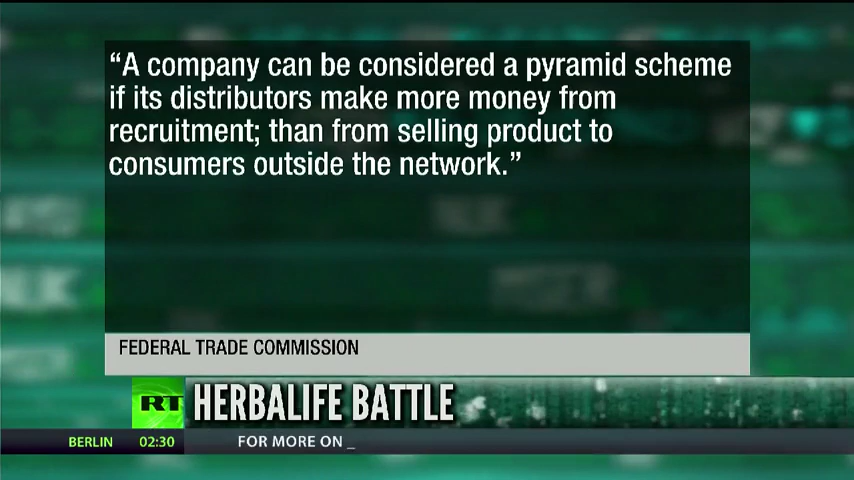 “A company can be considered a pyramid scheme
if its distributors make more money from
recruitment; than from selling product to
consumers outside the network.”
FEDERAL TRADE COMMISSION
RT HERBALIFE BATTLE
BERLIN 02:30 FOR MORE ON _